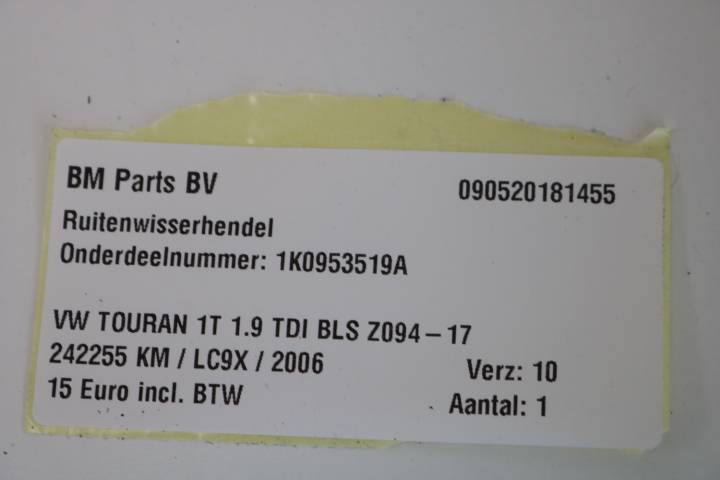 BM Parts BV 090520181455
Ruitenwisserhendel
Onderdeelnummer: 1K0953519A
VW TOURAN 1T 1.9 TDI BLS Z094-17
242255 KM / LC9X / 2006 Verz: 10
15 Euro incl. BTW Aantal: 1